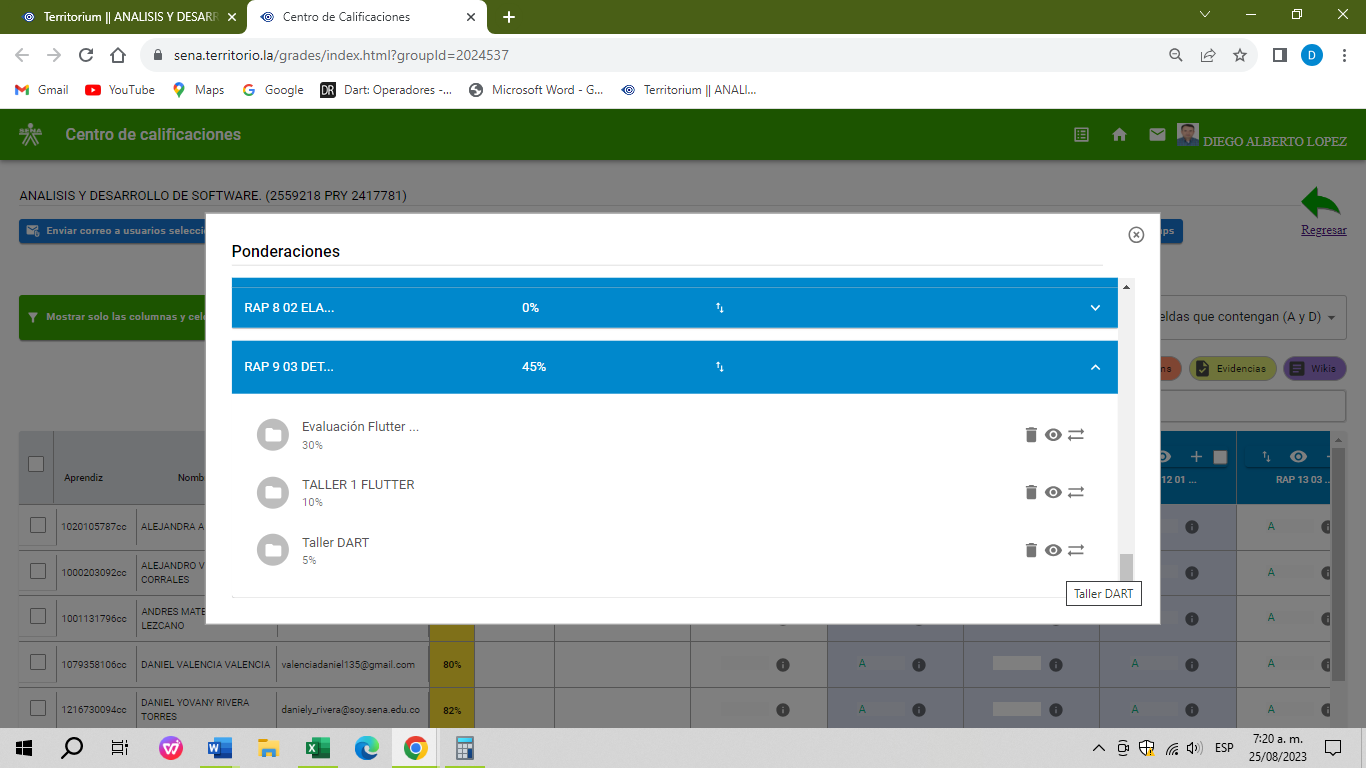 Territorium || ANALISIS Y DESARR
Centro de Calificaciones
sena.territorio.la/grades/index.html?groupId=2024537
D
Gmail
YouTube
Maps
Google
DR Dart: Operadores -...
Microsoft Word - G...
Territorium || ANALI...
Centro de calificaciones
DIEGO ALBERTO LOPEZ
ANALISIS Y DESARROLLO DE SOFTWARE. (2559218 PRY 2417781)
Enviar correo a usuarios selecci
Regresar
Ponderaciones
RAP 8 02 ELA...
0%
Mostrar solo las columnas y cel
eldas que contengan (A y D)
RAP 9 03 DET...
45%
Evidencias
Wikis
Evaluación Flutter ...
30%
TALLER 1 FLUTTER
10%
Taller DART
5%
Taller DART
Aprendiz
Nomb
12 01 ...
RAP 13 03 ...
1020105787cc
ALEJANDRA A
A
1000203092cc
ALEJANDRO V
CORRALES
A
1001131796cc
ANDRES MATE
LEZCANO
A
1079358106cc
DANIEL VALENCIA VALENCIA
valenciadaniel135@gmail.com
80%
A
A
A
1216730094cc
DANIEL YOVANY RIVERA
TORRES
daniely_rivera@soy.sena.edu.co
82%
A
A
A
ESP
7:20 a. m.
25/08/2023